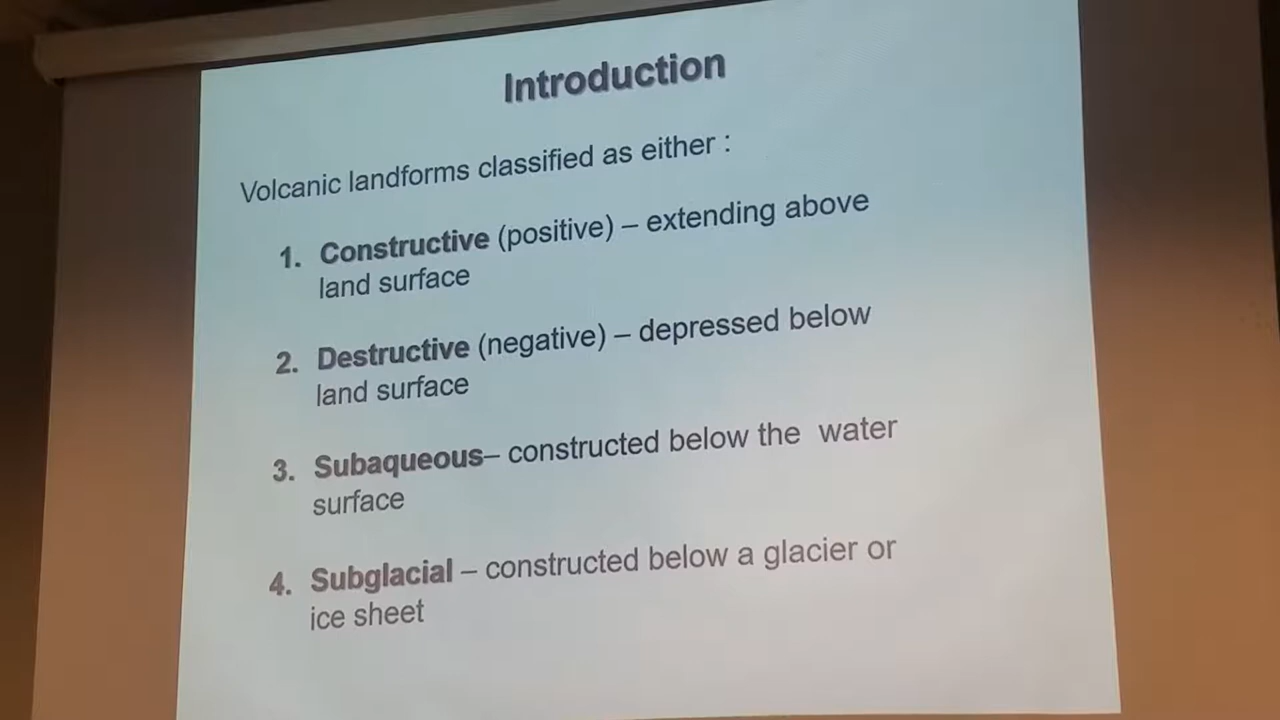 Introduction
Volcanic landforms classified as either :
1. Constructive (positive) – extending above
land surface
2. Destructive (negative) – depressed below
land surface
3. Subaqueous– constructed below the water
surface
4. Subglacial – constructed below a glacier or
ice sheet